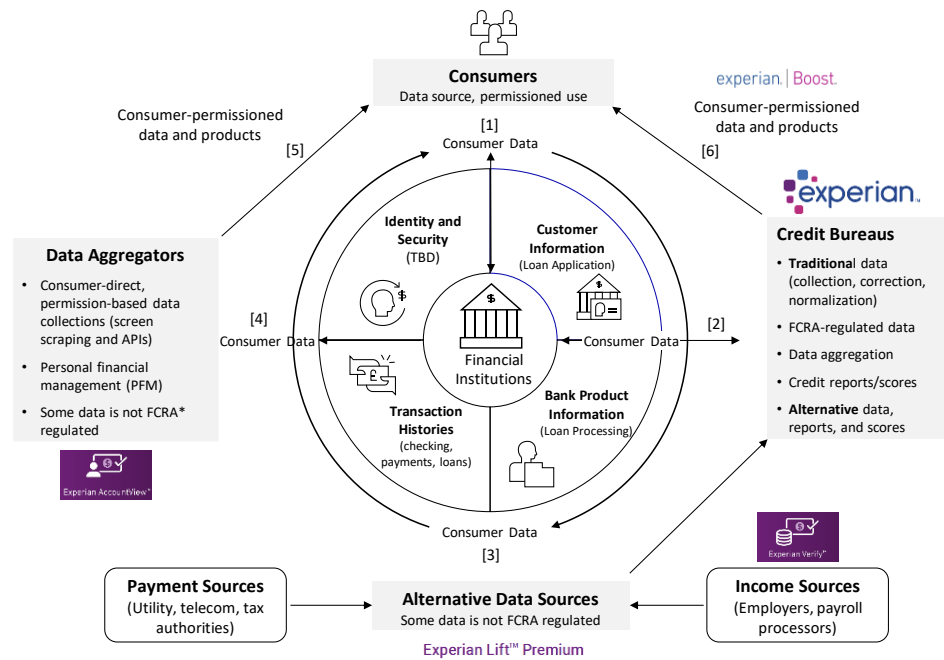 Consumers
Data source, permissioned use
experian. | Boost.
Consumer-permissioned
data and products
Consumer-permissioned
data and products
[1]
Consumer Data
[5]
[6]
experian™
Identity and
Security
(TBD)
$
Customer
Information
(Loan Application)
Data Aggregators
• Consumer-direct,
permission-based data
collections (screen
scraping and APIs)
• Personal financial
management (PFM)
• Some data is not FCRA*
regulated
Experian AccountView™
Credit Bureaus
• Traditional data
(collection, correction,
normalization)
• FCRA-regulated data
• Data aggregation
• Credit reports/scores
• Alternative data,
reports, and scores
$
$
[4]
Consumer Data
[2]
Consumer Data
Financial
Institutions
£
Transaction
Histories
(checking,
payments, loans)
Bank Product
Information
(Loan Processing)
Consumer Data
[3]
Experian Verify™
Payment Sources
(Utility, telecom, tax
authorities)
Alternative Data Sources
Some data is not FCRA regulated
Income Sources
(Employers, payroll
processors)
Experian Lift™ Premium